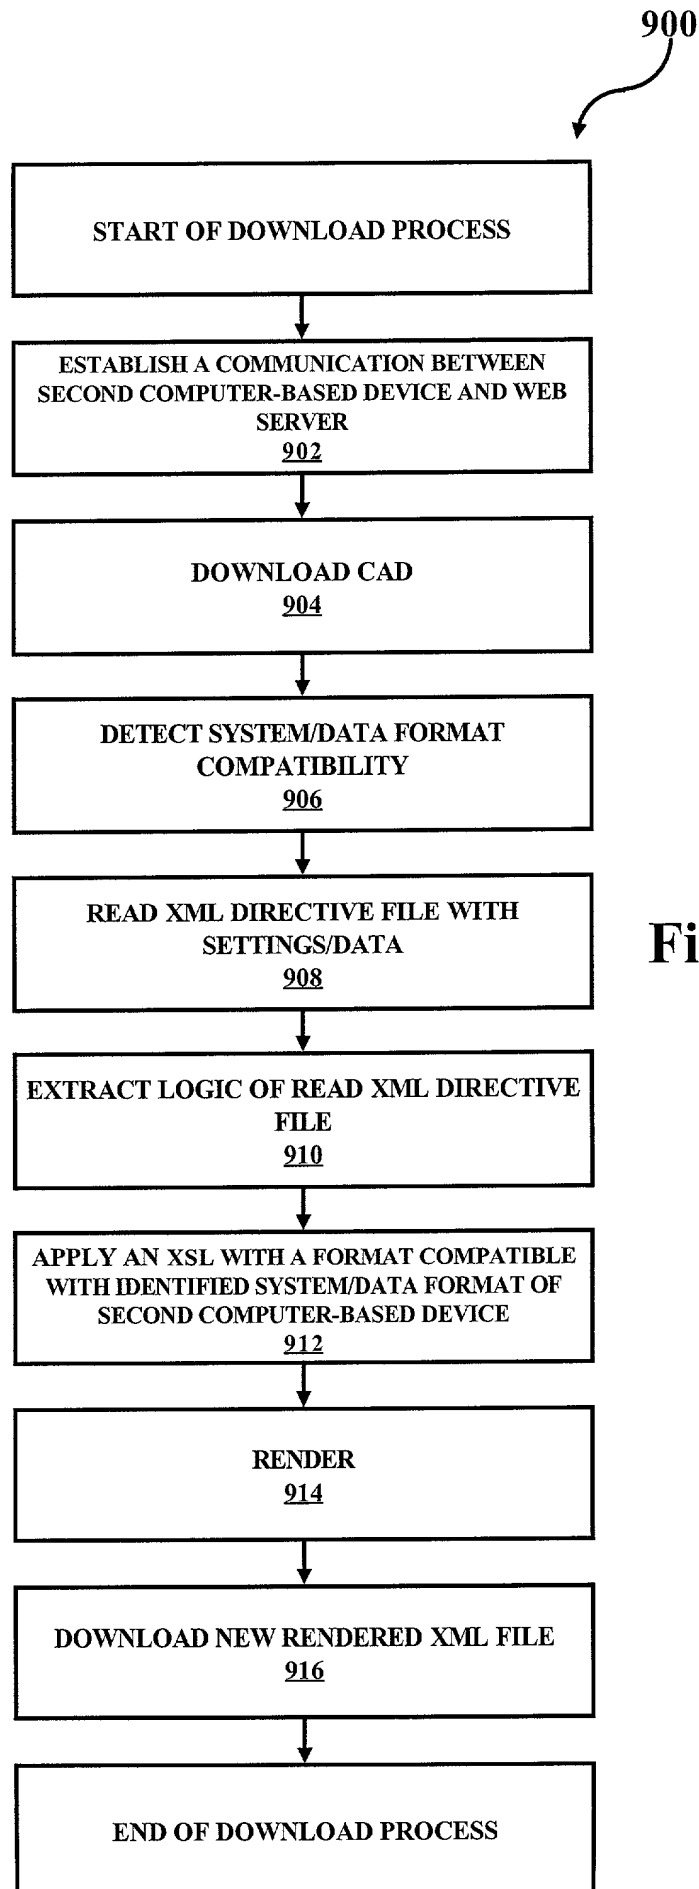 900
START OF DOWNLOAD PROCESS
ESTABLISH A COMMUNICATION BETWEEN
SECOND COMPUTER-BASED DEVICE AND WEB
SERVER
902
DOWNLOAD CAD
904
DETECT SYSTEM/DATA FORMAT
COMPATIBILITY
906
READ XML DIRECTIVE FILE WITH
SETTINGS/DATA
908
Fi
EXTRACT LOGIC OF READ XML DIRECTIVE
FILE
910
APPLY AN XSL WITH A FORMAT COMPATIBLE
WITH IDENTIFIED SYSTEM/DATA FORMAT OF
SECOND COMPUTER-BASED DEVICE
912
RENDER
914
DOWNLOAD NEW RENDERED XML FILE
916
END OF DOWNLOAD PROCESS